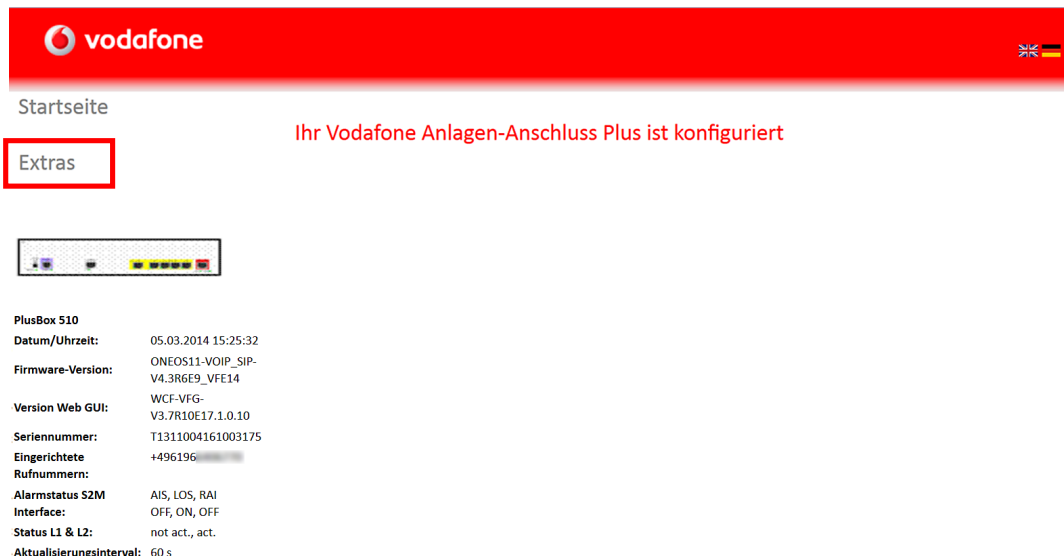 vodafone
Startseite
Ihr Vodafone Anlagen-Anschluss Plus ist konfiguriert
Extras
PlusBox 510
Datum/Uhrzeit: 05.03.2014 15:25:32
Firmware-Version: ONEOS11-VOIP_SIP-
V4.3R6E9_VFE14
Version Web GUI: WCF-VFG-
V3.7R10E17.1.0.10
Seriennummer: T1311004161003175
Eingerichtete +496196
Rufnummern:
Alarmstatus S2M AIS, LOS, RAI
Interface: OFF, ON, OFF
Status L1 & L2: not act., act.
Aktualisierungsinterval: 60 s